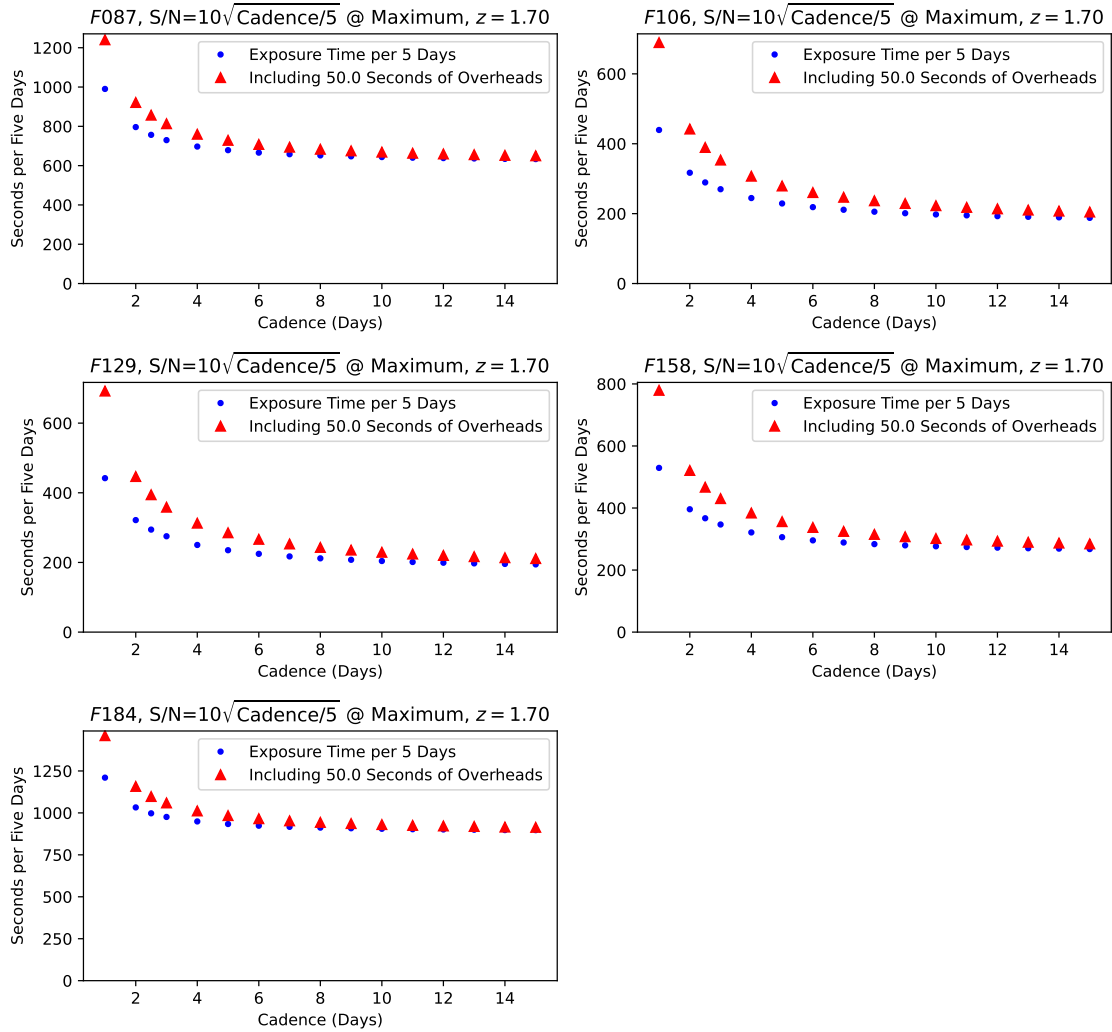 F087, S/N=10√Cadence/5 @ Maximum, z = 1.70
Seconds per Five Days
1200
1000
800
600
400
200
0
Exposure Time per 5 Days
Including 50.0 Seconds of Overheads
2 4 6 8 10 12 14
Cadence (Days)
F106, S/N=10√Cadence/5 @ Maximum, z = 1.70
Seconds per Five Days
600
400
200
0
Exposure Time per 5 Days
Including 50.0 Seconds of Overheads
2 4 6 8 10 12 14
Cadence (Days)
F129, S/N=10√Cadence/5 @ Maximum, z = 1.70
Seconds per Five Days
600
400
200
0
Exposure Time per 5 Days
Including 50.0 Seconds of Overheads
2 4 6 8 10 12 14
Cadence (Days)
F158, S/N=10√Cadence/5 @ Maximum, z = 1.70
Seconds per Five Days
800
600
400
200
0
Exposure Time per 5 Days
Including 50.0 Seconds of Overheads
2 4 6 8 10 12 14
Cadence (Days)
F184, S/N=10√Cadence/5 @ Maximum, z = 1.70
Seconds per Five Days
1250
1000
750
500
250
0
Exposure Time per 5 Days
Including 50.0 Seconds of Overheads
2 4 6 8 10 12 14
Cadence (Days)